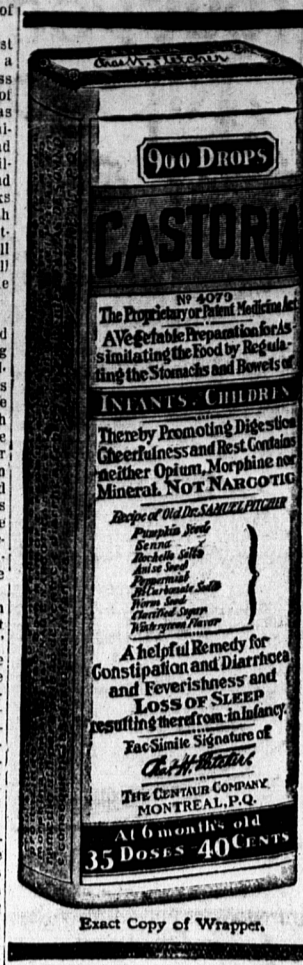 Chas. H. Fletcher
900 DROPS
CASTORIA
Nº 4079
The Proprietary or Patent Medicine Act
A Vegetable Preparation for As-
similating the Food by Regula-
ting the Stomachs and Bowels of
INFANTS, CHILDREN
Thereby Promoting Digestion
Cheerfulness and Rest. Contains
neither Opium, Morphine nor
Mineral. NOT NARCOTIC
Recipe of Old Dr. SAMUEL PITCHER
Pumpkin Seed
Senna
Rochelle Salts
Anise Seed
Peppermint
Bi Carbonate Soda
Worm Seed
Clarified Sugar
Wintergreen Flavor
A helpful Remedy for
Constipation and Diarrhoea
and Feverishness and
LOSS OF SLEEP
resulting therefrom in Infancy.
Fac Simile Signature of
Chas. H. Fletcher
THE CENTAUR COMPANY.
MONTREAL, P.Q.
At 6 months old
35 DOSES 40 CENTS
Exact Copy of Wrapper.